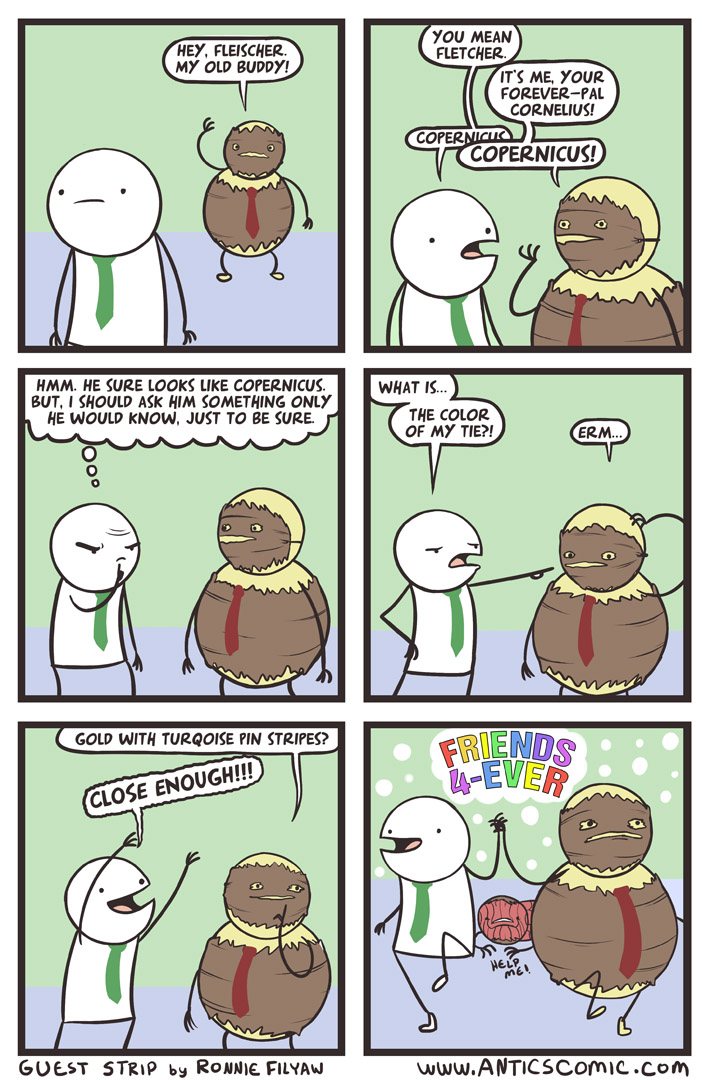 HEY, FLEISCHER.
MY OLD BUDDY!
YOU MEAN
FLETCHER.
IT'S ME, YOUR
FOREVER-PAL
CORNELIUS!
COPERNICUS
COPERNICUS!
HMM. HE SURE LOOKS LIKE COPERNICUS.
BUT, I SHOULD ASK HIM SOMETHING ONLY
HE WOULD KNOW, JUST TO BE SURE.
WHAT IS...
THE COLOR
OF MY TIE?!
ERM...
GOLD WITH TURQOISE PIN STRIPES?
CLOSE ENOUGH!!!
FRIENDS
4-EVER
HELP
ME!
GUEST STRIP by RONNIE FILYAW
www.ANTICSCOMIC.com